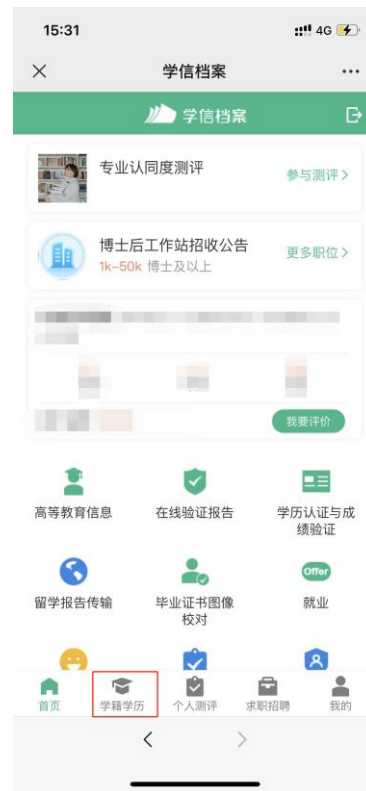 15:31
4G
学信档案
学信档案
专业认同度测评
参与测评
博士后工作站招收公告
1k-50k 博士及以上
更多职位
我要评价
高等教育信息
在线验证报告
学历认证与成
绩验证
留学报告传输
毕业证书图像
校对
Offer
就业
首页
学籍学历
个人测评
求职招聘
我的